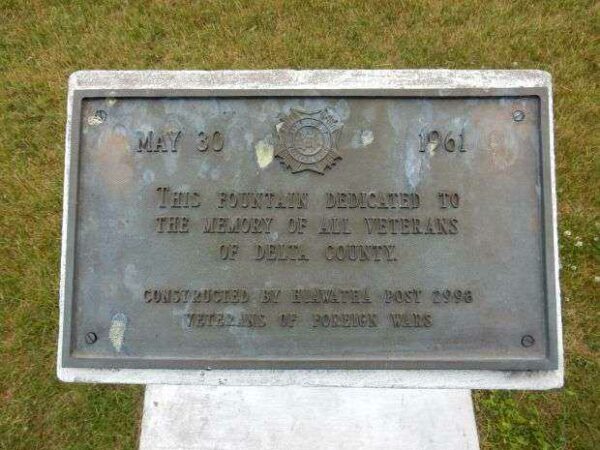 MAY 30 1961
THIS FOUNTAIN DEDICATED TO
THE MEMORY OF ALL VETERANS
OF DELTA COUNTY.
CONSTRUCTED BY HIAWATHA POST 2998
VETERANS OF FOREIGN WARS